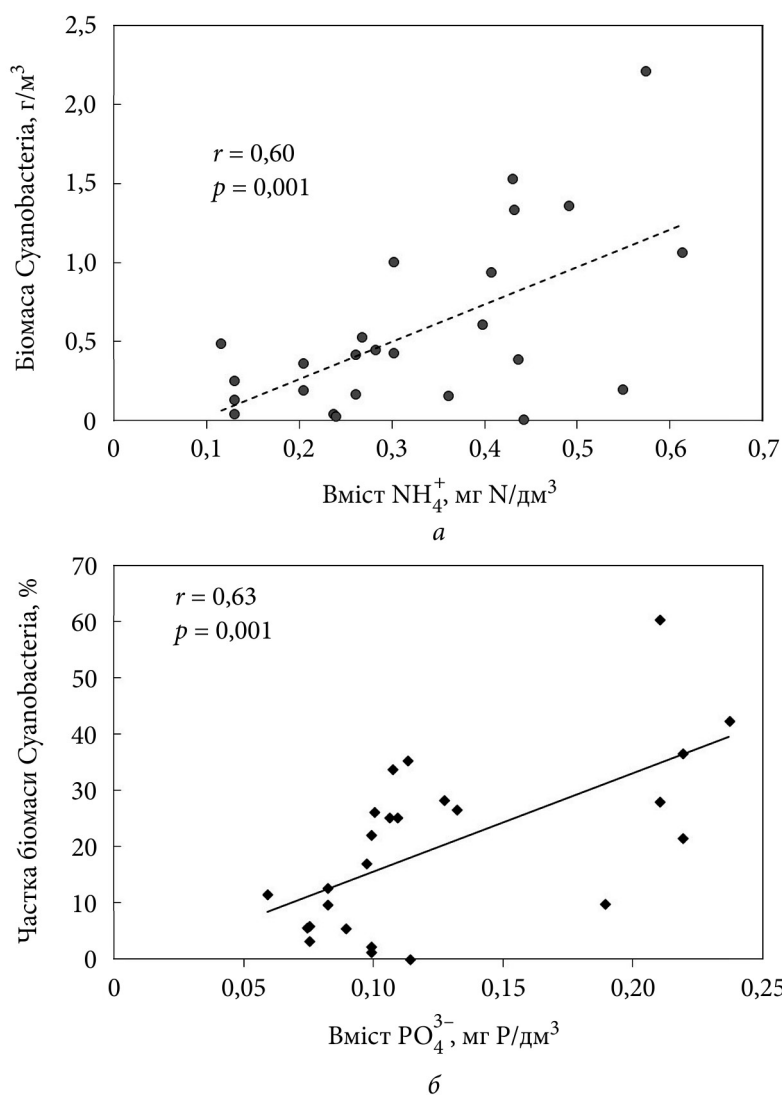 Біомаса Cyanobacteria, г/м³
2,5
2,0
1,5
1,0
0,5
0
r = 0,60
p = 0,001
0 0,1 0,2 0,3 0,4 0,5 0,6 0,7
Вміст NH₄⁺, мг N/дм³
а
Частка біомаси Cyanobacteria, %
70
60
50
40
30
20
10
0
r = 0,63
p = 0,001
0 0,05 0,10 0,15 0,20 0,25
Вміст PO₄³⁻, мг P/дм³
б